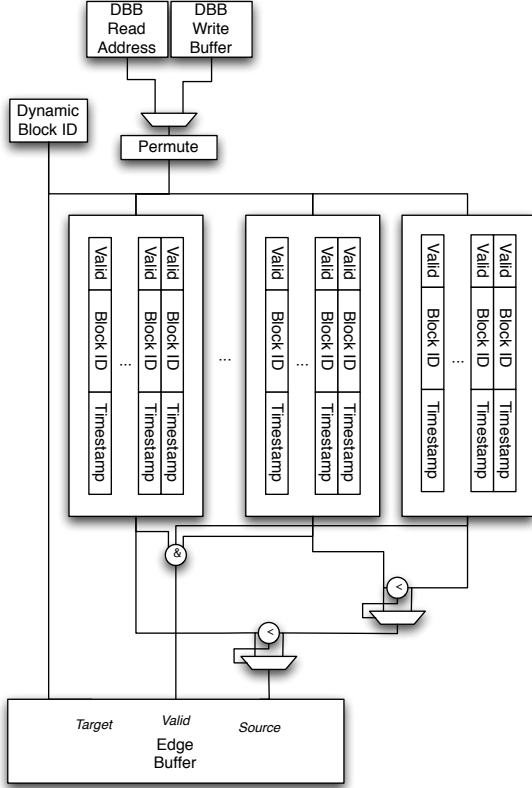 DBB
Read
Address
DBB
Write
Buffer
Dynamic
Block ID
Permute
Valid
Block ID
Timestamp
...
Valid
Block ID
Timestamp
Valid
Block ID
Timestamp
...
Valid
Block ID
Timestamp
...
Valid
Block ID
Timestamp
Valid
Block ID
Timestamp
Valid
Block ID
Timestamp
...
Valid
Block ID
Timestamp
Valid
Block ID
Timestamp
&
<
<
Target
Valid
Source
Edge
Buffer